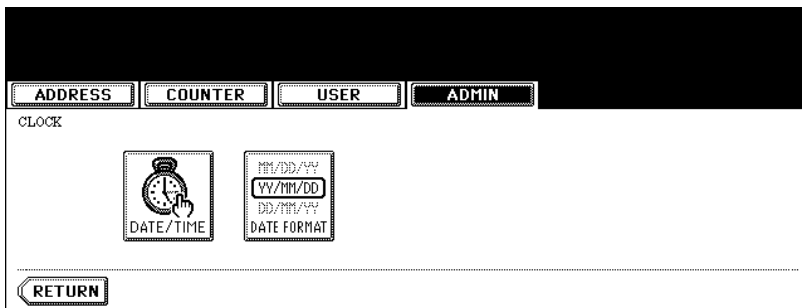 ADDRESS COUNTER USER ADMIN
CLOCK
MM/DD/YY
YY/MM/DD
DD/MM/YY
DATE/TIME DATE FORMAT
RETURN